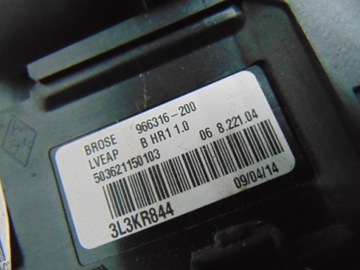 BROSE 966316-200
LVEAP B HR1 1.0
503621150103 06 8.221.04
3L3KR844 09/04/14